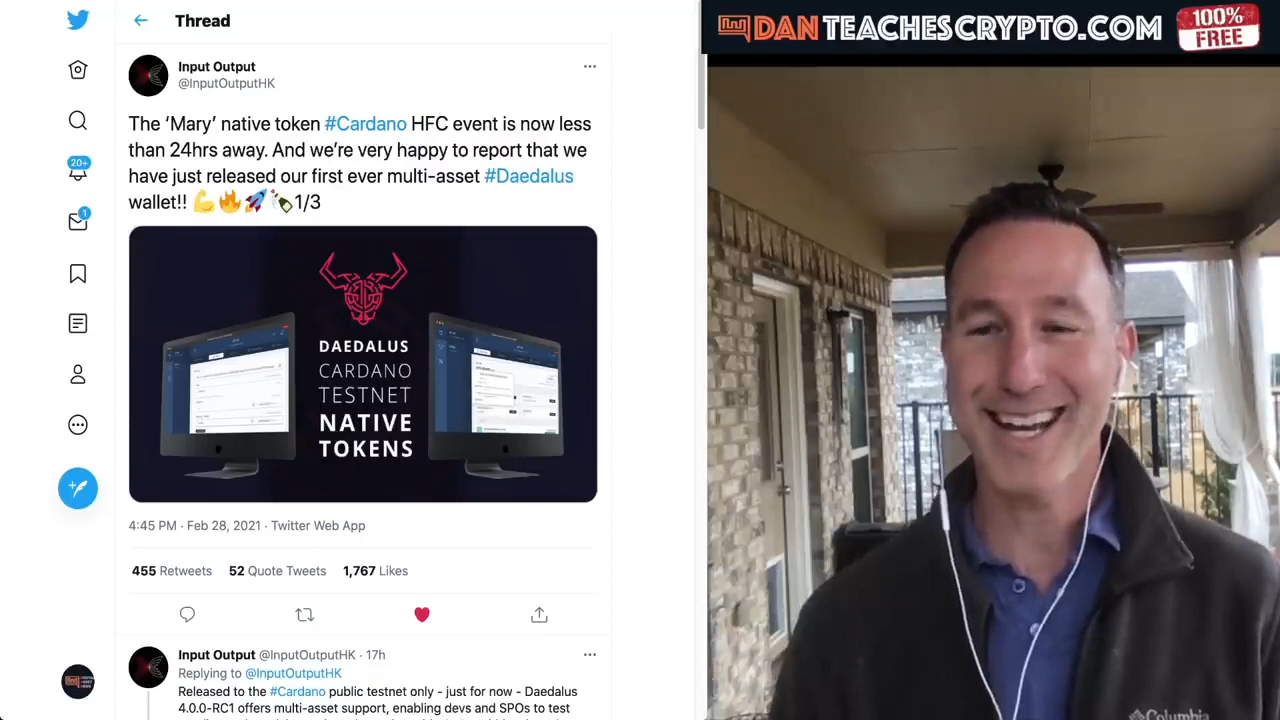 Thread
Input Output
@InputOutputHK
The ‘Mary’ native token #Cardano HFC event is now less
than 24hrs away. And we’re very happy to report that we
have just released our first ever multi-asset #Daedalus
wallet!! 💪🔥🚀🍾1/3
DAEDALUS
CARDANO
TESTNET
NATIVE
TOKENS
4:45 PM · Feb 28, 2021 · Twitter Web App
455 Retweets 52 Quote Tweets 1,767 Likes
Input Output @InputOutputHK · 17h
Replying to @InputOutputHK
Released to the #Cardano public testnet only - just for now - Daedalus
4.0.0-RC1 offers multi-asset support, enabling devs and SPOs to test
20+
1
DANTEACHESCRYPTO.COM
100%
FREE
Columbia